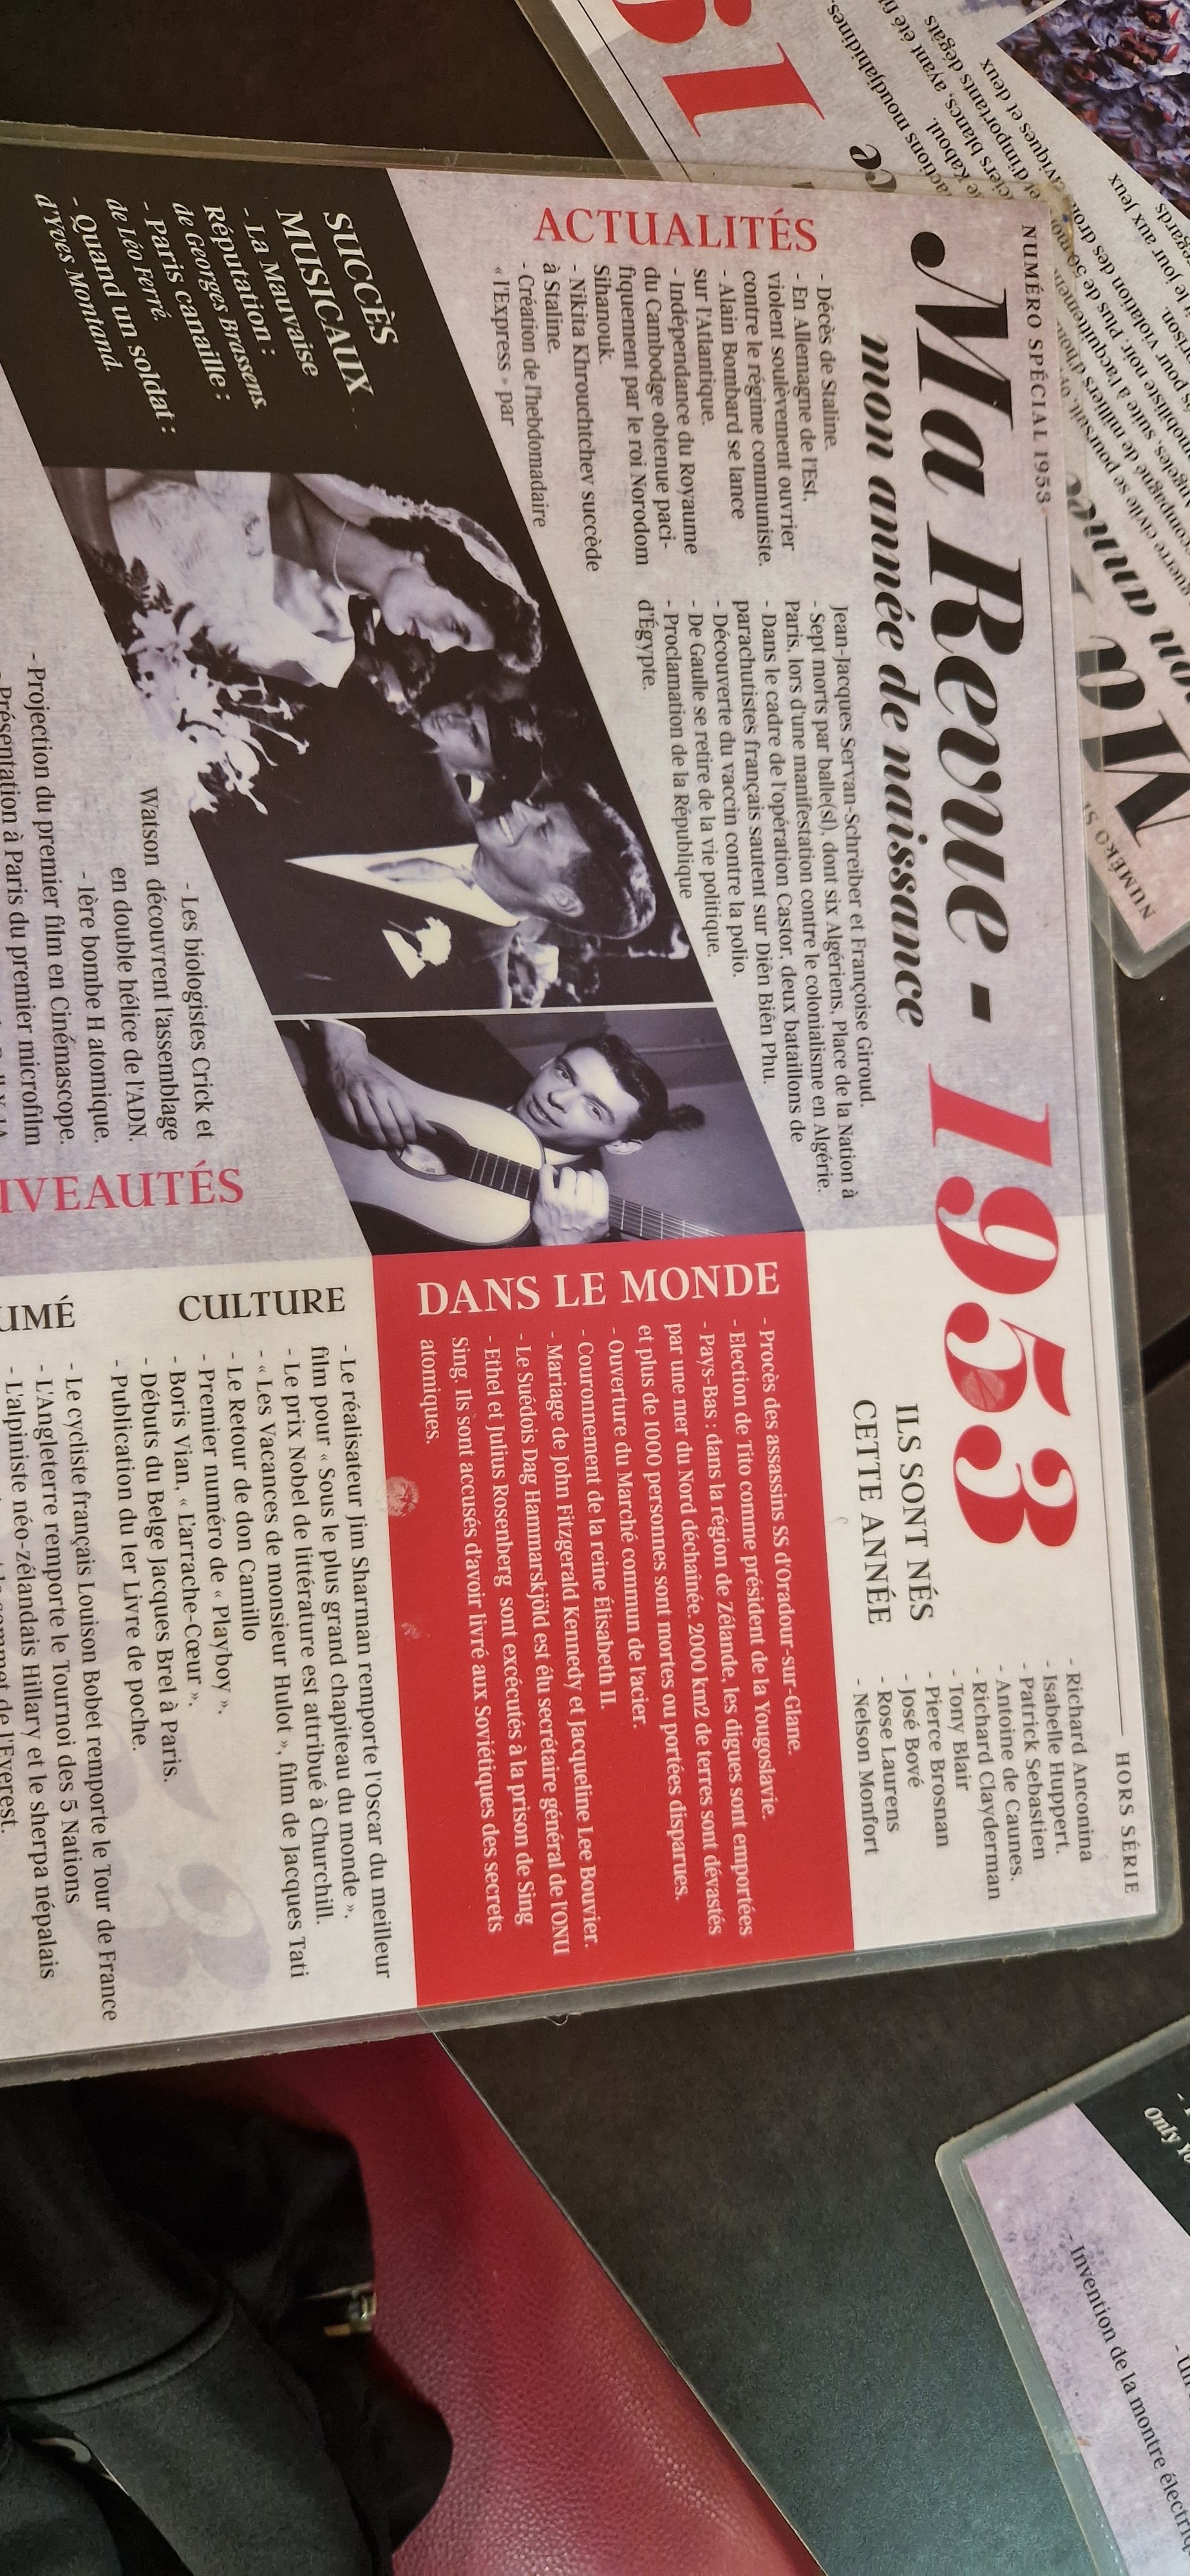 NUMÉRO SPÉCIAL 1953
HORS SÉRIE
Ma Revue - 1953
mon année de naissance
ILS SONT NÉS
CETTE ANNÉE
- Richard Anconina
- Isabelle Huppert.
- Patrick Sebastien
- Antoine de Caunes.
- Richard Clayderman
- Tony Blair
- Pierce Brosnan
- José Bové
- Rose Laurens
- Nelson Monfort
ACTUALITÉS
- Décès de Staline.
- En Allemagne de l'Est,
violent soulèvement ouvrier
contre le régime communiste.
- Alain Bombard se lance
sur l'Atlantique.
- Indépendance du Royaume
du Cambodge obtenue paci-
fiquement par le roi Norodom
Sihanouk.
- Nikita Khrouchtchev succède
à Staline.
- Création de l'hebdomadaire
« l'Express » par
Jean-Jacques Servan-Schreiber et Françoise Giroud.
- Sept morts par balle(s), dont six Algériens, Place de la Nation à
Paris, lors d'une manifestation contre le colonialisme en Algérie.
- Dans le cadre de l'opération Castor, deux bataillons de
parachutistes français sautent sur Diên Biên Phu.
- Découverte du vaccin contre la polio.
- De Gaulle se retire de la vie politique.
- Proclamation de la République
d'Égypte.
SUCCÈS
MUSICAUX
- La Mauvaise
Réputation :
de Georges Brassens.
- Paris canaille :
de Léo Ferré.
- Quand un soldat :
d'Yves Montand.
DANS LE MONDE
- Procès des assassins SS d'Oradour-sur-Glane.
- Election de Tito comme président de la Yougoslavie.
- Pays-Bas : dans la région de Zélande, les digues sont emportées
par une mer du Nord déchaînée. 2000 km2 de terres sont dévastés
et plus de 1000 personnes sont mortes ou portées disparues.
- Ouverture du Marché commun de l'acier.
- Couronnement de la reine Élisabeth II.
- Mariage de John Fitzgerald Kennedy et Jacqueline Lee Bouvier.
- Le Suédois Dag Hammarskjöld est élu secrétaire général de l'ONU
- Ethel et Julius Rosenberg sont exécutés à la prison de Sing
Sing. Ils sont accusés d'avoir livré aux Soviétiques des secrets
atomiques.
- Les biologistes Crick et
Watson découvrent l'assemblage
en double hélice de l'ADN.
- 1ère bombe H atomique.
- Projection du premier film en Cinémascope.
- Présentation à Paris du premier microfilm
IVEAUTÉS
CULTURE
- Le réalisateur Jim Sharman remporte l'Oscar du meilleur
film pour « Sous le plus grand chapiteau du monde ».
- Le prix Nobel de littérature est attribué à Churchill.
- « Les Vacances de monsieur Hulot », film de Jacques Tati
- Le Retour de don Camillo
- Premier numéro de « Playboy ».
- Boris Vian, « L'arrache-Cœur ».
- Débuts du Belge Jacques Brel à Paris.
- Publication du 1er Livre de poche.
UMÉ
- Le cycliste français Louison Bobet remporte le Tour de France
- L'Angleterre remporte le Tournoi des 5 Nations
- L'alpiniste néo-zélandais Hillary et le sherpa népalais
sommet de l'Everest.
- Invention de la montre électriq
Only Yo
NUMÉRO SP